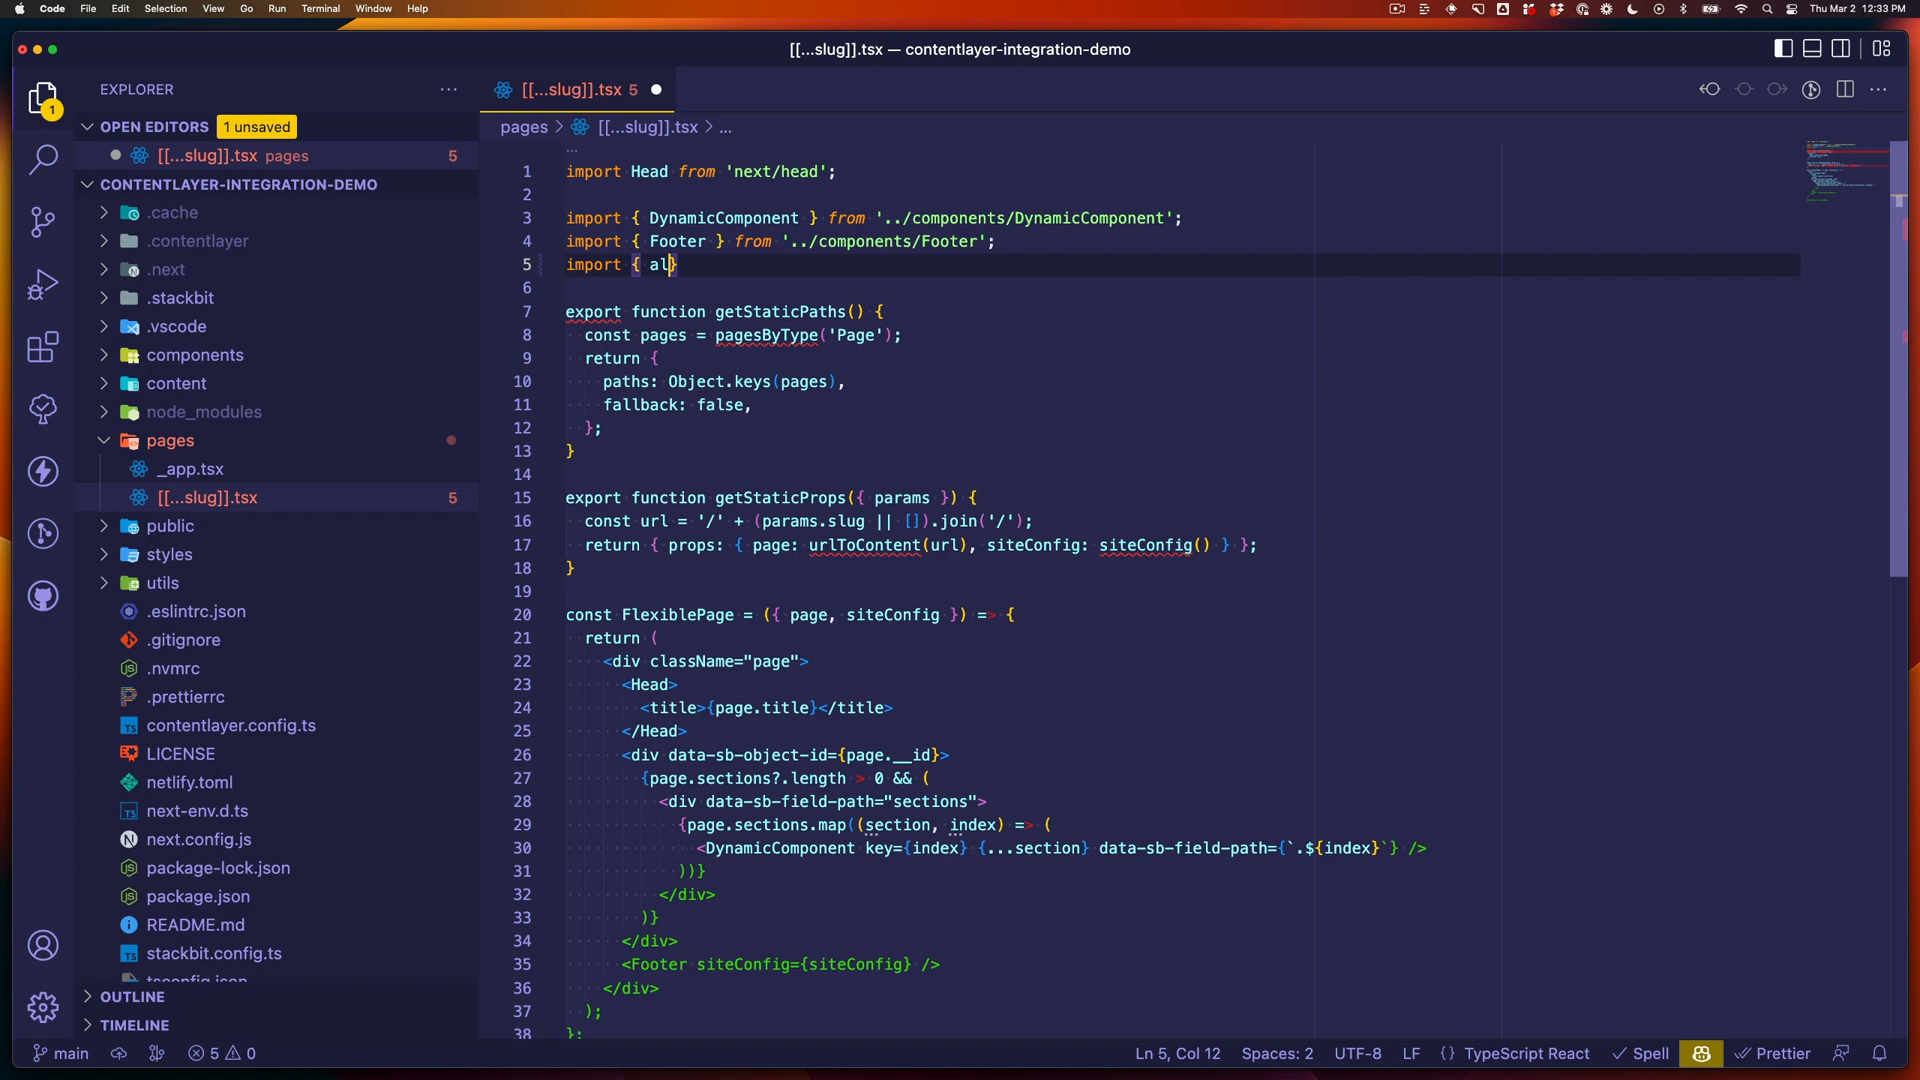 Code File Edit Selection View Go Run Terminal Window Help
Thu Mar 2 12:33 PM
[[...slug]].tsx — contentlayer-integration-demo
EXPLORER
1
OPEN EDITORS 1 unsaved
[[...slug]].tsx pages 5
CONTENTLAYER-INTEGRATION-DEMO
.cache
.contentlayer
.next
.stackbit
.vscode
components
content
node_modules
pages
_app.tsx
[[...slug]].tsx 5
public
styles
utils
.eslintrc.json
.gitignore
.nvmrc
.prettierrc
contentlayer.config.ts
LICENSE
netlify.toml
next-env.d.ts
next.config.js
package-lock.json
package.json
README.md
stackbit.config.ts
tsconfig.json
OUTLINE
TIMELINE
[[...slug]].tsx 5
pages > [[...slug]].tsx > ...
1 import Head from 'next/head';
2
3 import { DynamicComponent } from '../components/DynamicComponent';
4 import { Footer } from '../components/Footer';
5 import { al}
6
7 export function getStaticPaths() {
8 const pages = pagesByType('Page');
9 return {
10 paths: Object.keys(pages),
11 fallback: false,
12 };
13 }
14
15 export function getStaticProps({ params }) {
16 const url = '/' + (params.slug || []).join('/');
17 return { props: { page: urlToContent(url), siteConfig: siteConfig() } };
18 }
19
20 const FlexiblePage = ({ page, siteConfig }) => {
21 return (
22 <div className="page">
23 <Head>
24 <title>{page.title}</title>
25 </Head>
26 <div data-sb-object-id={page.__id}>
27 {page.sections?.length > 0 && (
28 <div data-sb-field-path="sections">
29 {page.sections.map((section, index) => (
30 <DynamicComponent key={index} {...section} data-sb-field-path={`.${index}`} />
31 ))}
32 </div>
33 )}
34 </div>
35 <Footer siteConfig={siteConfig} />
36 </div>
37 );
38 };
main 5 0 Ln 5, Col 12 Spaces: 2 UTF-8 LF {} TypeScript React Spell Prettier